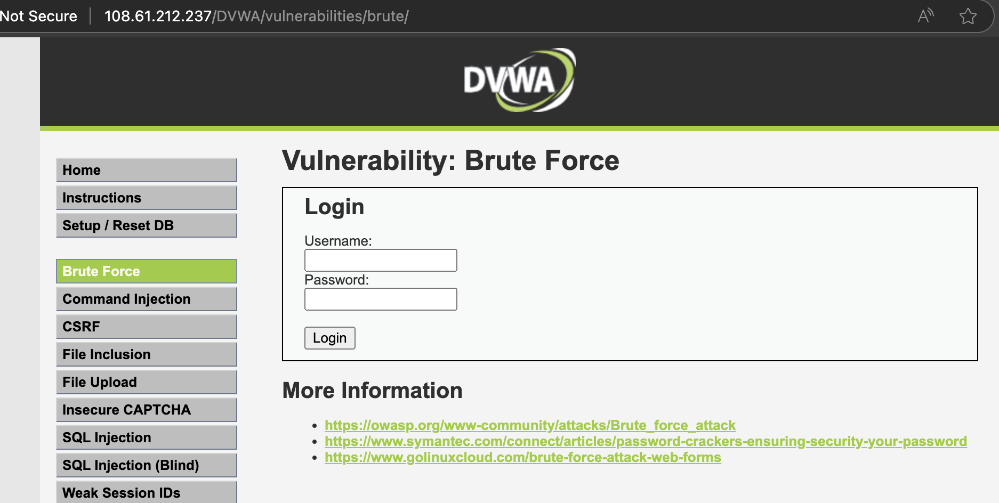 Not Secure 108.61.212.237/DVWA/vulnerabilities/brute/
DVWA
Home
Instructions
Setup / Reset DB
Brute Force
Command Injection
CSRF
File Inclusion
File Upload
Insecure CAPTCHA
SQL Injection
SQL Injection (Blind)
Weak Session IDs
Vulnerability: Brute Force
Login
Username:
Password:
Login
More Information
https://owasp.org/www-community/attacks/Brute_force_attack
https://www.symantec.com/connect/articles/password-crackers-ensuring-security-your-password
https://www.golinuxcloud.com/brute-force-attack-web-forms